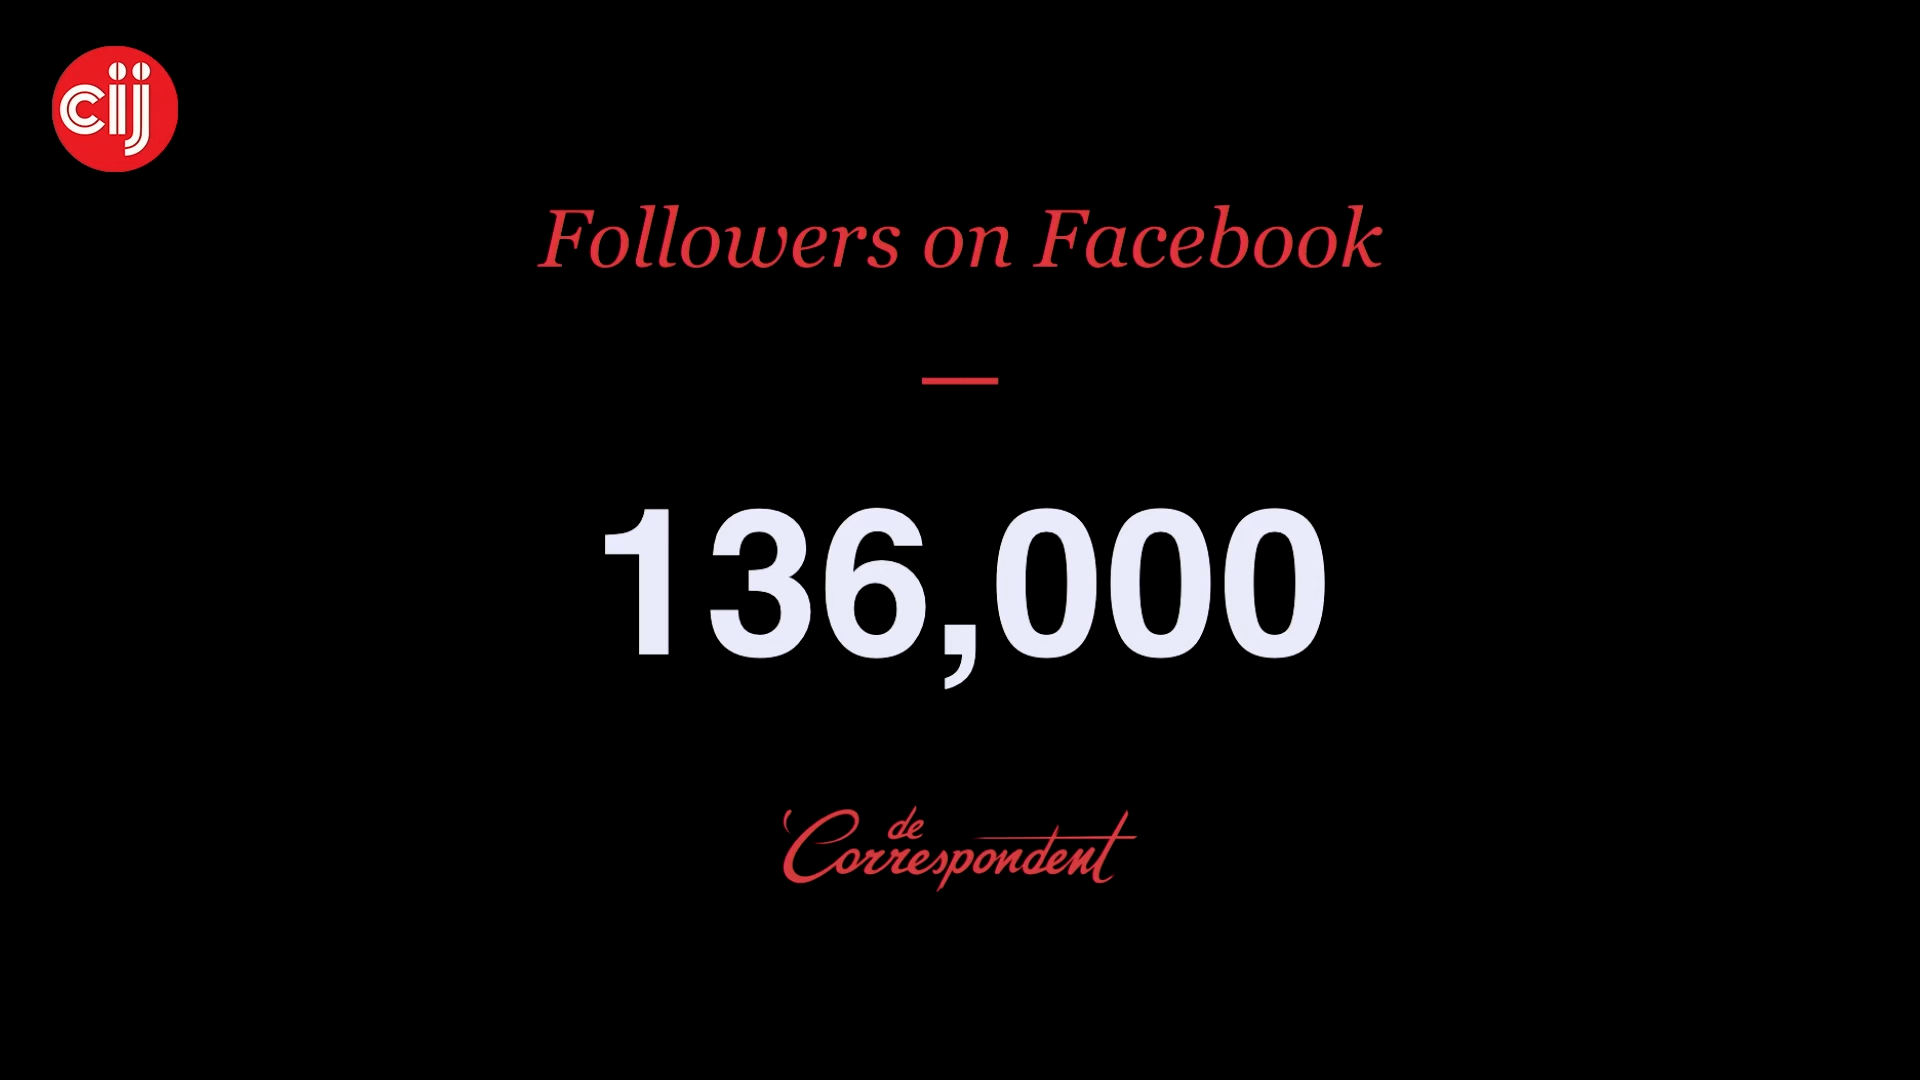 cij
Followers on Facebook
136,000
de
Correspondent